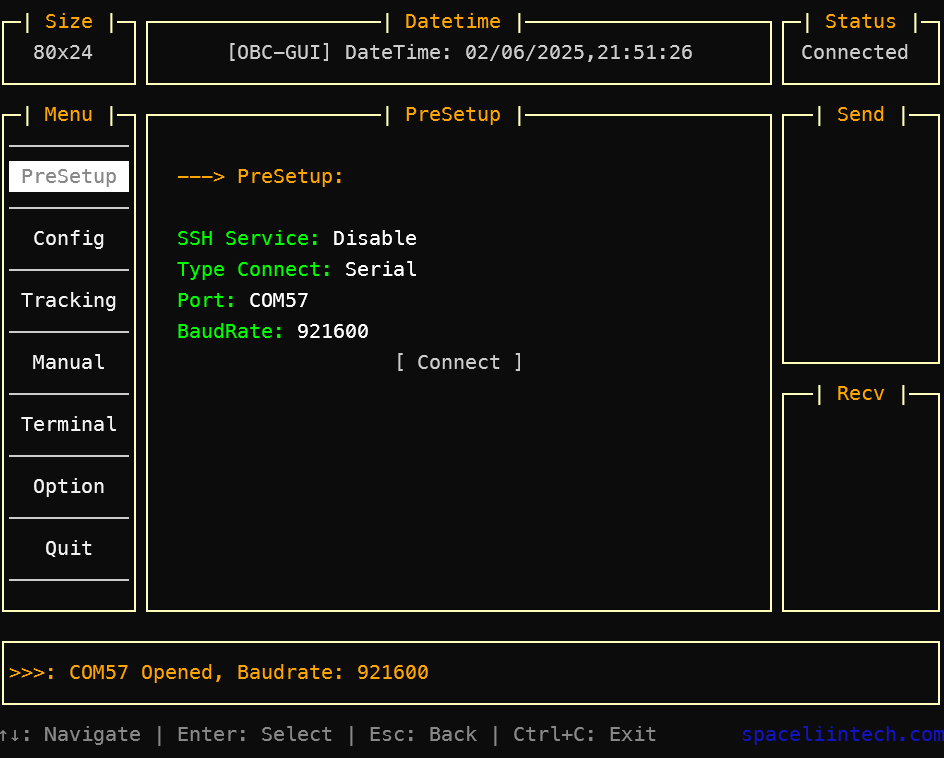 | Size |
80x24
| Datetime |
[OBC-GUI] DateTime: 02/06/2025,21:51:26
| Status |
Connected
| Menu |
PreSetup
Config
Tracking
Manual
Terminal
Option
Quit
| PreSetup |
---> PreSetup:
SSH Service: Disable
Type Connect: Serial
Port: COM57
BaudRate: 921600
[ Connect ]
| Send |
| Recv |
>>>: COM57 Opened, Baudrate: 921600
↑↓: Navigate | Enter: Select | Esc: Back | Ctrl+C: Exit
spaceliintech.com